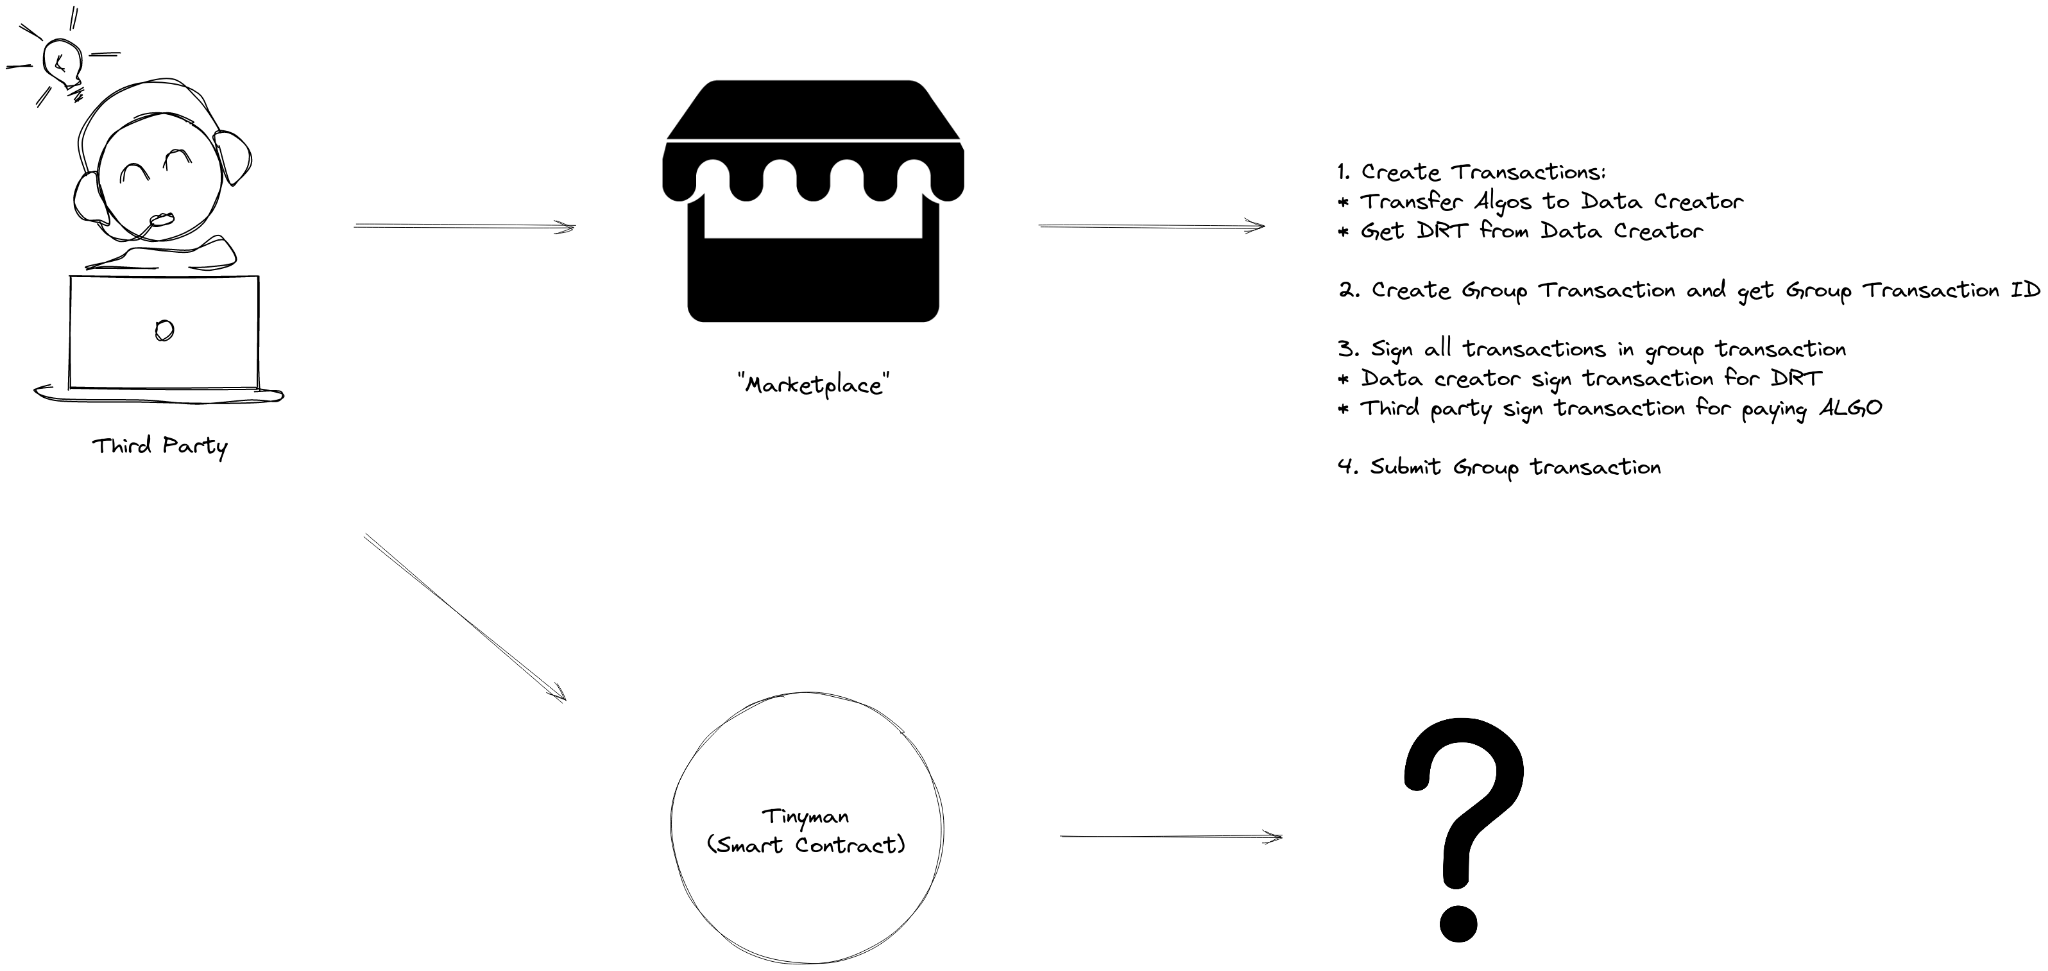 1. Create Transactions:
* Transfer Algos to Data Creator
* Get DRT from Data Creator
2. Create Group Transaction and get Group Transaction ID
3. Sign all transactions in group transaction
* Data creator sign transaction for DRT
* Third party sign transaction for paying ALGO
4. Submit Group transaction
"Marketplace"
Third Party
Tinyman
(Smart Contract)
?